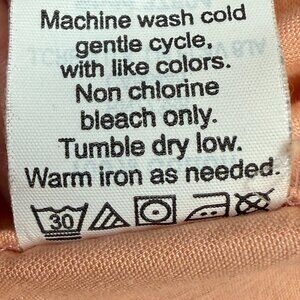 Machine wash cold
gentle cycle,
with like colors.
Non chlorine
bleach only.
Tumble dry low.
Warm iron as needed.
30